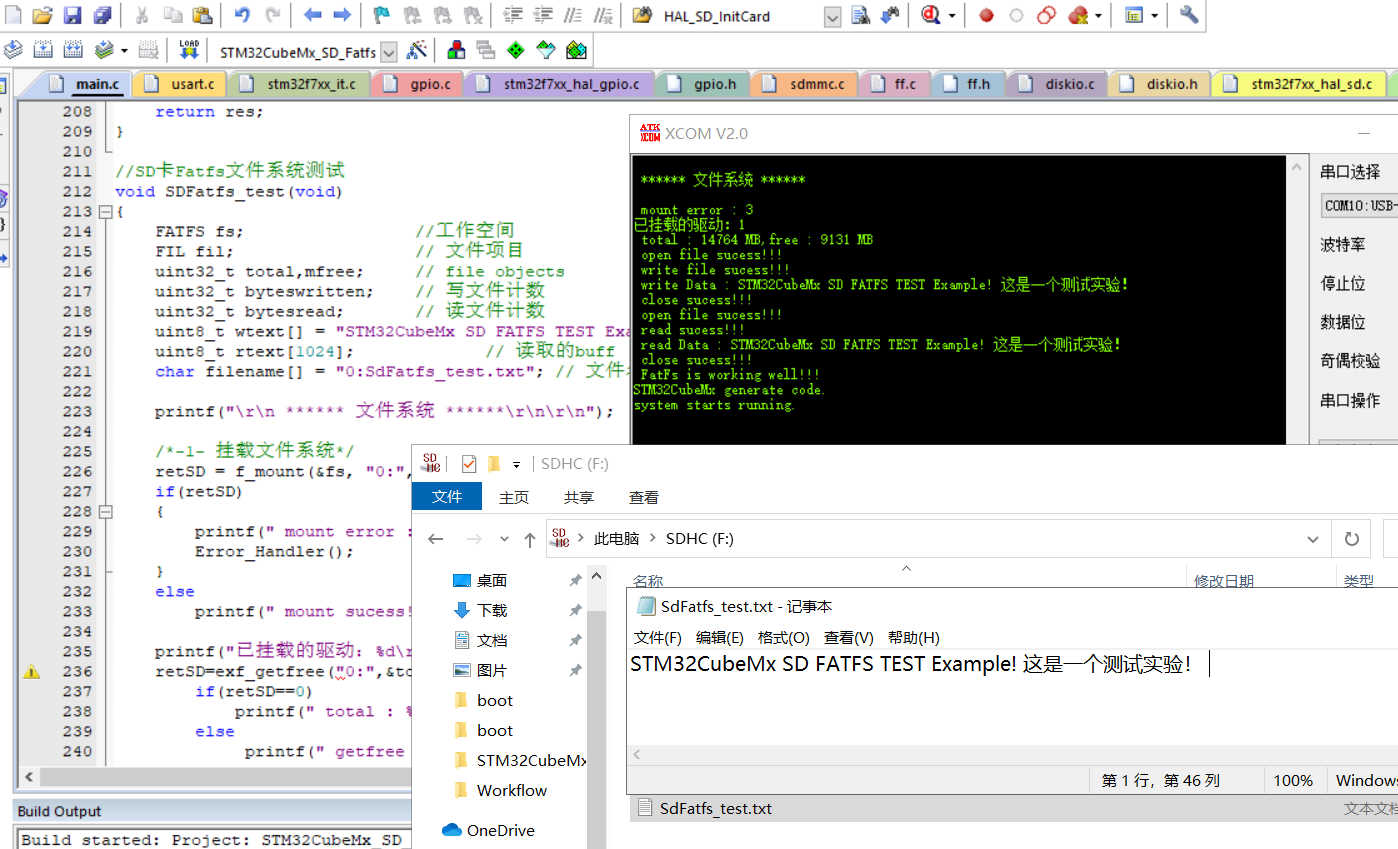 HAL_SD_InitCard
LOAD
STM32CubeMx_SD_Fatfs
main.c
usart.c
stm32f7xx_it.c
gpio.c
stm32f7xx_hal_gpio.c
gpio.h
sdmmc.c
ff.c
ff.h
diskio.c
diskio.h
stm32f7xx_hal_sd.c
208 return res;
209 }
210
211 //SD卡Fatfs文件系统测试
212 void SDFatfs_test(void)
213 {
214 FATFS fs; //工作空间
215 FIL fil; // 文件项目
216 uint32_t total,mfree; // file objects
217 uint32_t byteswritten; // 写文件计数
218 uint32_t bytesread; // 读文件计数
219 uint8_t wtext[] = "STM32CubeMx SD FATFS TEST Exa
220 uint8_t rtext[1024]; // 读取的buff
221 char filename[] = "0:SdFatfs_test.txt"; // 文件
222
223 printf("\r\n ****** 文件系统 ******\r\n\r\n");
224
225 /*-1- 挂载文件系统*/
226 retSD = f_mount(&fs, "0:",
227 if(retSD)
228 {
229 printf(" mount error :
230 Error_Handler();
231 }
232 else
233 printf(" mount sucess!
234
235 printf("已挂载的驱动: %d\r
236 retSD=exf_getfree("0:",&to
237 if(retSD==0)
238 printf(" total : %
239 else
240 printf(" getfree
Build Output
Build started: Project: STM32CubeMx_SD_
ATK
XCOM
XCOM V2.0
****** 文件系统 ******
mount error : 3
已挂载的驱动: 1
total : 14764 MB,free : 9131 MB
open file sucess!!!
write file sucess!!!
write Data : STM32CubeMx SD FATFS TEST Example! 这是一个测试实验!
close sucess!!!
open file sucess!!!
read sucess!!!
read Data : STM32CubeMx SD FATFS TEST Example! 这是一个测试实验!
close sucess!!!
FatFs is working well!!!
STM32CubeMx generate code.
system starts running.
串口选择
COM10:USB-
波特率
停止位
数据位
奇偶校验
串口操作
SD
HC
SDHC (F:)
文件 主页 共享 查看
SD
HC
此电脑 SDHC (F:)
桌面
下载
文档
图片
boot
boot
STM32CubeMx
Workflow
OneDrive
名称 修改日期 类型
SdFatfs_test.txt - 记事本
文件(F) 编辑(E) 格式(O) 查看(V) 帮助(H)
STM32CubeMx SD FATFS TEST Example! 这是一个测试实验!
第 1 行，第 46 列 100% Windows
SdFatfs_test.txt 文本文档